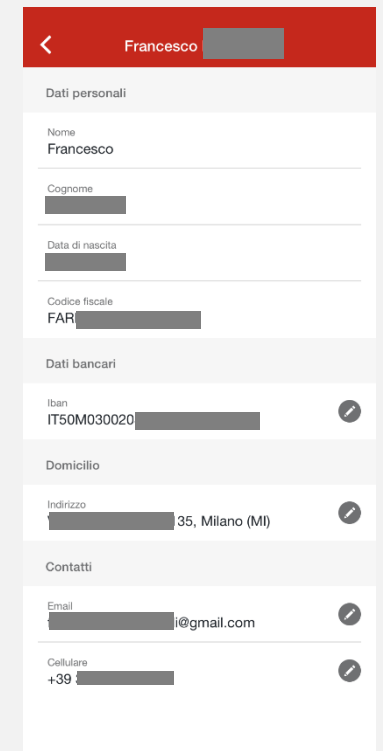 Francesco
Dati personali
Nome
Francesco
Cognome
Data di nascita
Codice fiscale
FAR
Dati bancari
Iban
IT50M030020
Domicilio
Indirizzo
135, Milano (MI)
Contatti
Email
i@gmail.com
Cellulare
+39